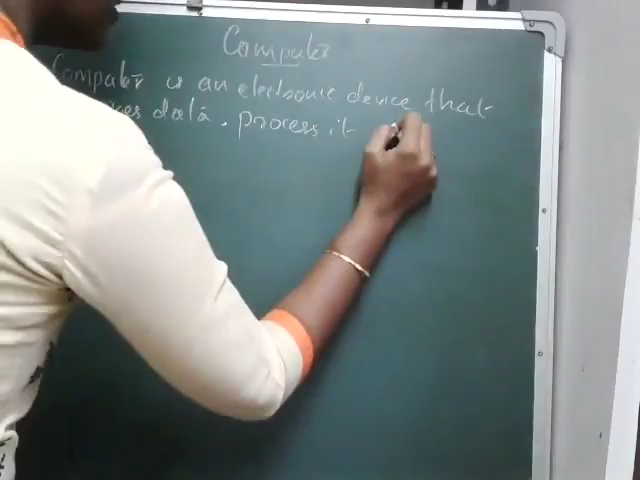 Computer
Computer is an electronic device that
data. process it